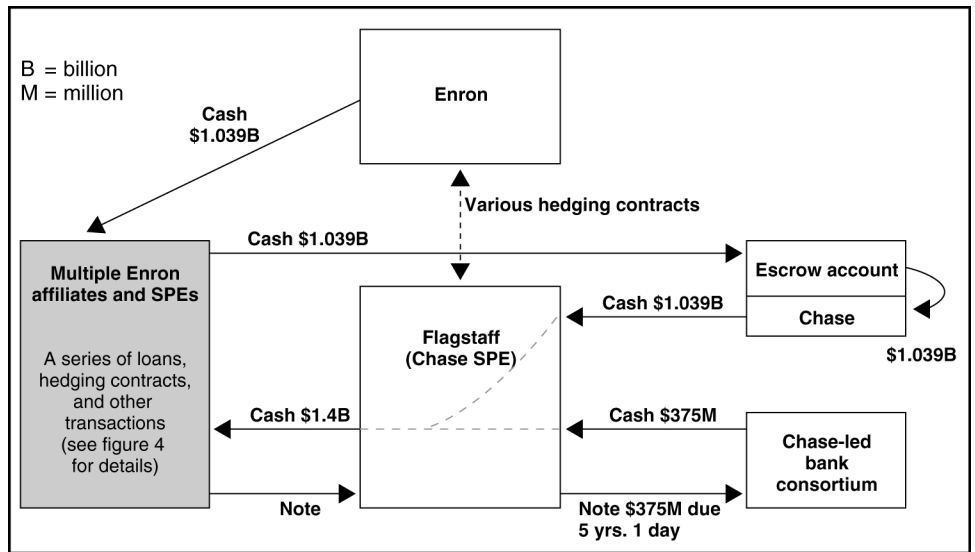 B = billion
M = million
Enron
Cash
$1.039B
Various hedging contracts
Cash $1.039B
Multiple Enron
affiliates and SPEs
A series of loans,
hedging contracts,
and other
transactions
(see figure 4
for details)
Escrow account
Chase
$1.039B
Cash $1.039B
Flagstaff
(Chase SPE)
Cash $1.4B
Cash $375M
Chase-led
bank
consortium
Note
Note $375M due
5 yrs. 1 day